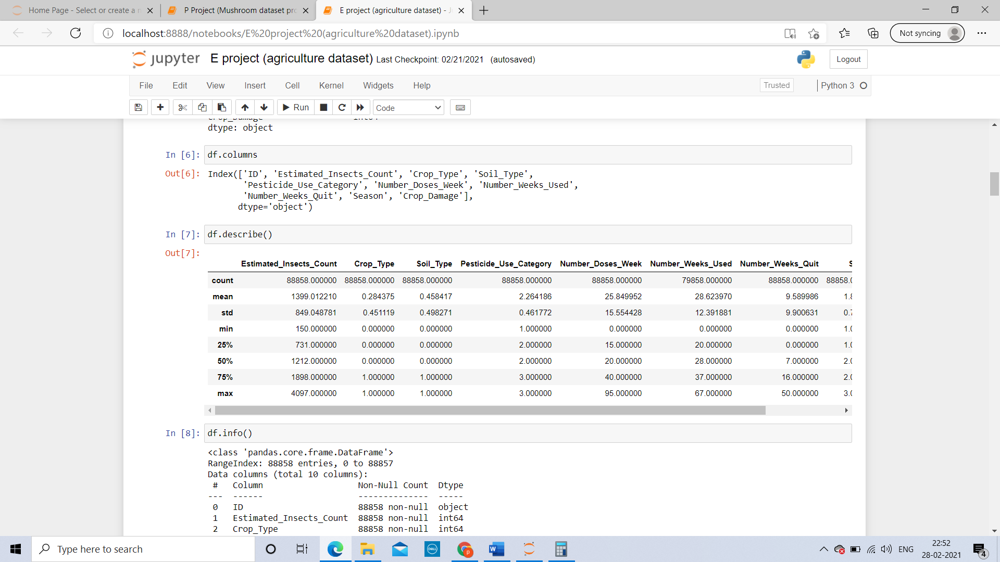 Home Page - Select or create a n
P Project (Mushroom dataset pro
E project (agriculture dataset) - J
localhost:8888/notebooks/E%20project%20(agriculture%20dataset).ipynb
Not syncing
jupyter E project (agriculture dataset) Last Checkpoint: 02/21/2021 (autosaved)
Logout
File Edit View Insert Cell Kernel Widgets Help
Trusted
Python 3
Run
Code
Crop_Damage int64
dtype: object
In [6]: df.columns
Out[6]: Index(['ID', 'Estimated_Insects_Count', 'Crop_Type', 'Soil_Type',
'Pesticide_Use_Category', 'Number_Doses_Week', 'Number_Weeks_Used',
'Number_Weeks_Quit', 'Season', 'Crop_Damage'],
dtype='object')
In [7]: df.describe()
Out[7]:
Estimated_Insects_Count Crop_Type Soil_Type Pesticide_Use_Category Number_Doses_Week Number_Weeks_Used Number_Weeks_Quit S
count 88858.000000 88858.000000 88858.000000 88858.000000 88858.000000 79858.000000 88858.000000 88858.0
mean 1399.012210 0.284375 0.458417 2.264186 25.849952 28.623970 9.589986 1.8
std 849.048781 0.451119 0.498271 0.461772 15.554428 12.391881 9.900631 0.7
min 150.000000 0.000000 0.000000 1.000000 0.000000 0.000000 0.000000 1.0
25% 731.000000 0.000000 0.000000 2.000000 15.000000 20.000000 0.000000 1.0
50% 1212.000000 0.000000 0.000000 2.000000 20.000000 28.000000 7.000000 2.0
75% 1898.000000 1.000000 1.000000 3.000000 40.000000 37.000000 16.000000 2.0
max 4097.000000 1.000000 1.000000 3.000000 95.000000 67.000000 50.000000 3.0
In [8]: df.info()
<class 'pandas.core.frame.DataFrame'>
RangeIndex: 88858 entries, 0 to 88857
Data columns (total 10 columns):
# Column Non-Null Count Dtype
--- ------ -------------- -----
0 ID 88858 non-null object
1 Estimated_Insects_Count 88858 non-null int64
2 Crop_Type 88858 non-null int64
Type here to search
DELL
p
W
ENG
22:52
28-02-2021
4